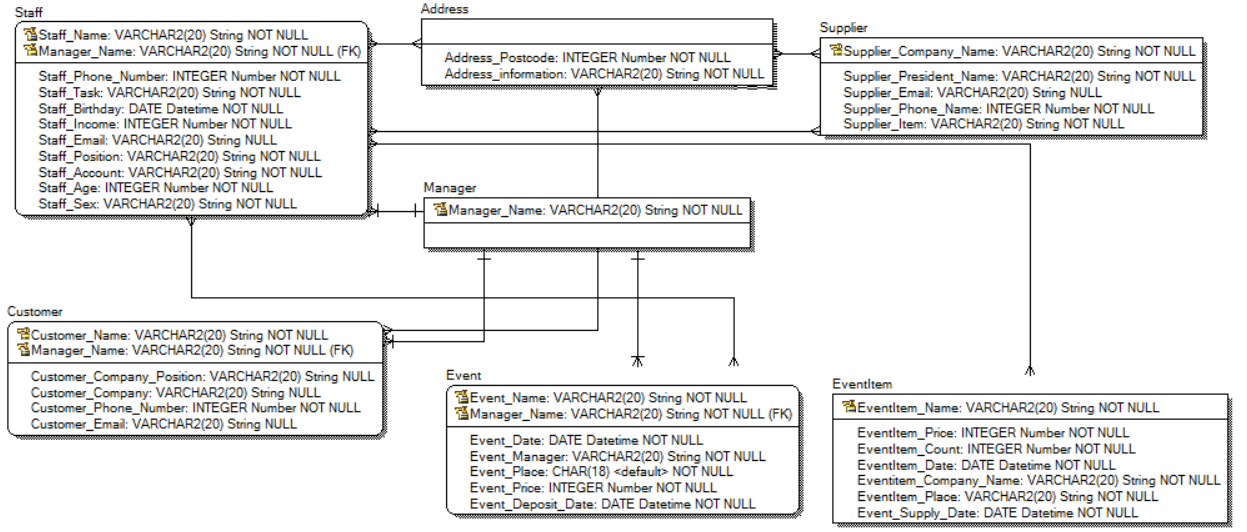 Staff
Staff_Name: VARCHAR2(20) String NOT NULL
Manager_Name: VARCHAR2(20) String NOT NULL (FK)
Staff_Phone_Number: INTEGER Number NOT NULL
Staff_Task: VARCHAR2(20) String NOT NULL
Staff_Birthday: DATE Datetime NOT NULL
Staff_Income: INTEGER Number NOT NULL
Staff_Email: VARCHAR2(20) String NULL
Staff_Position: VARCHAR2(20) String NOT NULL
Staff_Account: VARCHAR2(20) String NOT NULL
Staff_Age: INTEGER Number NOT NULL
Staff_Sex: VARCHAR2(20) String NOT NULL
Address
Address_Postcode: INTEGER Number NOT NULL
Address_information: VARCHAR2(20) String NOT NULL
Supplier
Supplier_Company_Name: VARCHAR2(20) String NOT NULL
Supplier_President_Name: VARCHAR2(20) String NOT NULL
Supplier_Email: VARCHAR2(20) String NULL
Supplier_Phone_Name: INTEGER Number NOT NULL
Supplier_Item: VARCHAR2(20) String NOT NULL
Manager
Manager_Name: VARCHAR2(20) String NOT NULL
Customer
Customer_Name: VARCHAR2(20) String NOT NULL
Manager_Name: VARCHAR2(20) String NOT NULL (FK)
Customer_Company_Position: VARCHAR2(20) String NULL
Customer_Company: VARCHAR2(20) String NULL
Customer_Phone_Number: INTEGER Number NOT NULL
Customer_Email: VARCHAR2(20) String NULL
Event
Event_Name: VARCHAR2(20) String NOT NULL
Manager_Name: VARCHAR2(20) String NOT NULL (FK)
Event_Date: DATE Datetime NOT NULL
Event_Manager: VARCHAR2(20) String NOT NULL
Event_Place: CHAR(18) <default> NOT NULL
Event_Price: INTEGER Number NOT NULL
Event_Deposit_Date: DATE Datetime NOT NULL
EventItem
EventItem_Name: VARCHAR2(20) String NOT NULL
EventItem_Price: INTEGER Number NOT NULL
EventItem_Count: INTEGER Number NOT NULL
EventItem_Date: DATE Datetime NOT NULL
Eventitem_Company_Name: VARCHAR2(20) String NOT NULL
EventItem_Place: VARCHAR2(20) String NOT NULL
Event_Supply_Date: DATE Datetime NOT NULL